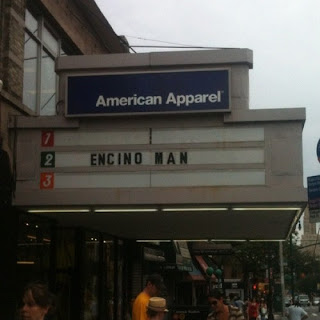 American Apparel
1
2 ENCINO MAN
3